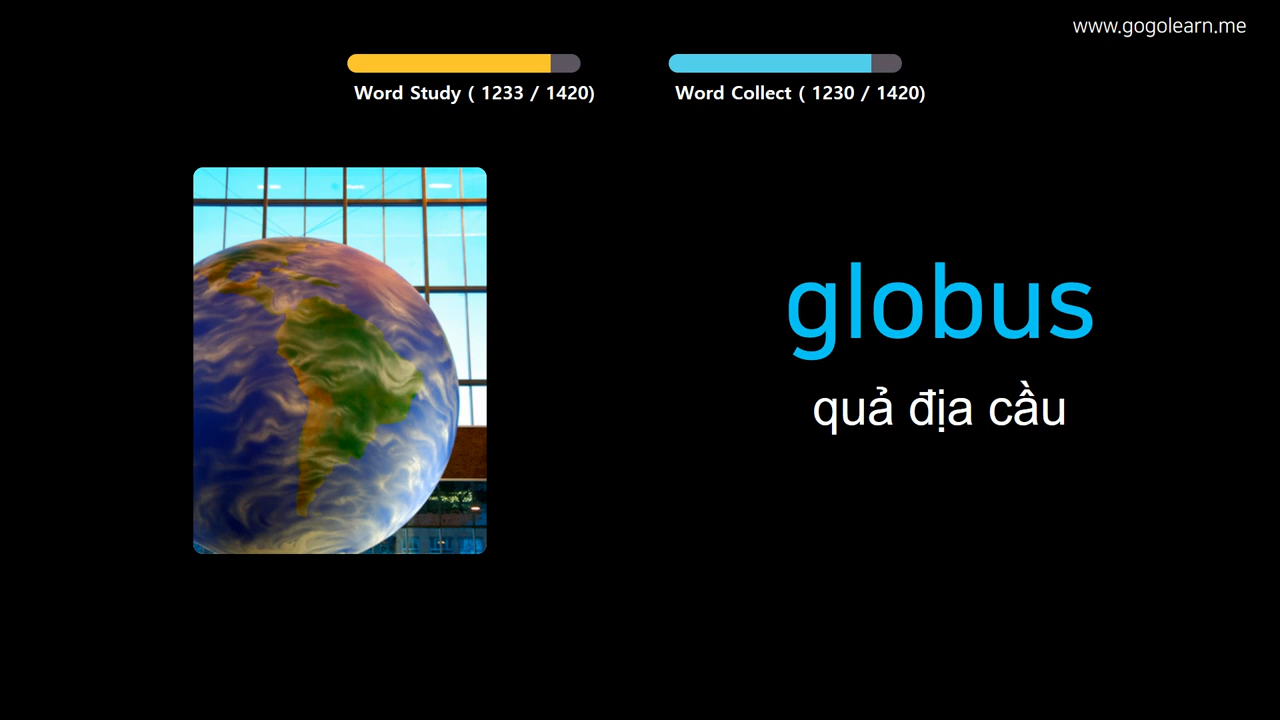 www.gogolearn.me
Word Study ( 1233 / 1420)
Word Collect ( 1230 / 1420)
globus
quả địa cầu